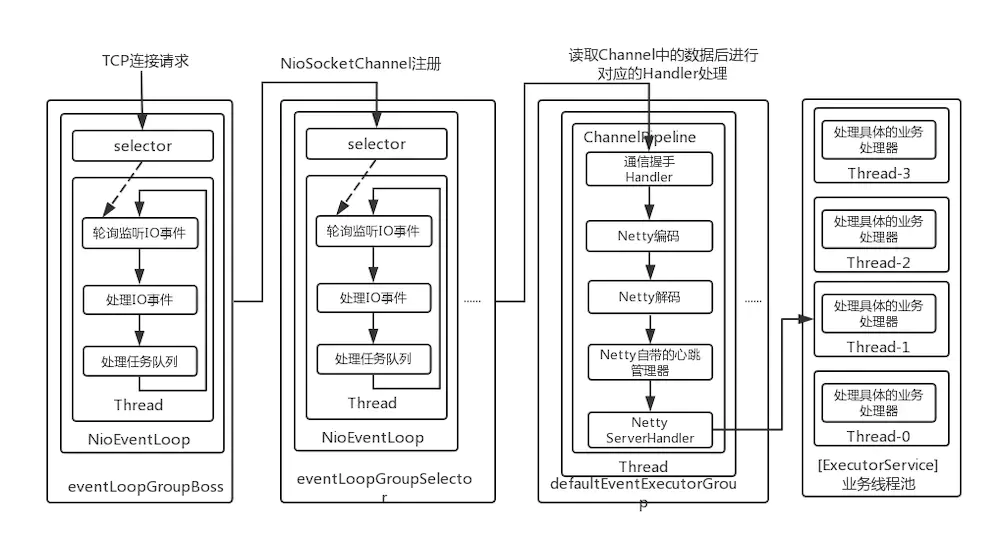 TCP连接请求
selector
轮询监听IO事件
处理IO事件
处理任务队列
Thread
NioEventLoop
eventLoopGroupBoss
NioSocketChannel注册
selector
轮询监听IO事件
处理IO事件
处理任务队列
Thread
NioEventLoop
......
eventLoopGroupSelecto
r
读取Channel中的数据后进行
对应的Handler处理
ChannelPipeline
通信握手
Handler
Netty编码
Netty解码
Netty自带的心跳
管理器
Netty
ServerHandler
Thread
......
defaultEventExecutorGrou
p
处理具体的业务
处理器
Thread-3
处理具体的业务
处理器
Thread-2
处理具体的业务
处理器
Thread-1
处理具体的业务
处理器
Thread-0
[ExecutorService]
业务线程池